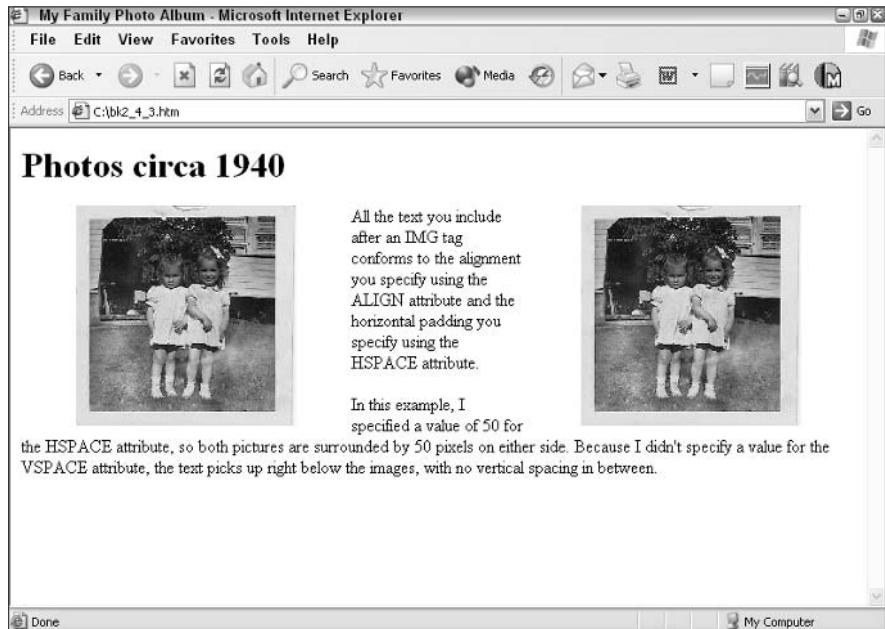 My Family Photo Album - Microsoft Internet Explorer
File Edit View Favorites Tools Help
Back Search Favorites Media
Address C:\bk2_4_3.htm Go
Photos circa 1940
All the text you include
after an IMG tag
conforms to the alignment
you specify using the
ALIGN attribute and the
horizontal padding you
specify using the
HSPACE attribute.
In this example, I
specified a value of 50 for
the HSPACE attribute, so both pictures are surrounded by 50 pixels on either side. Because I didn't specify a value for the
VSPACE attribute, the text picks up right below the images, with no vertical spacing in between.
Done My Computer